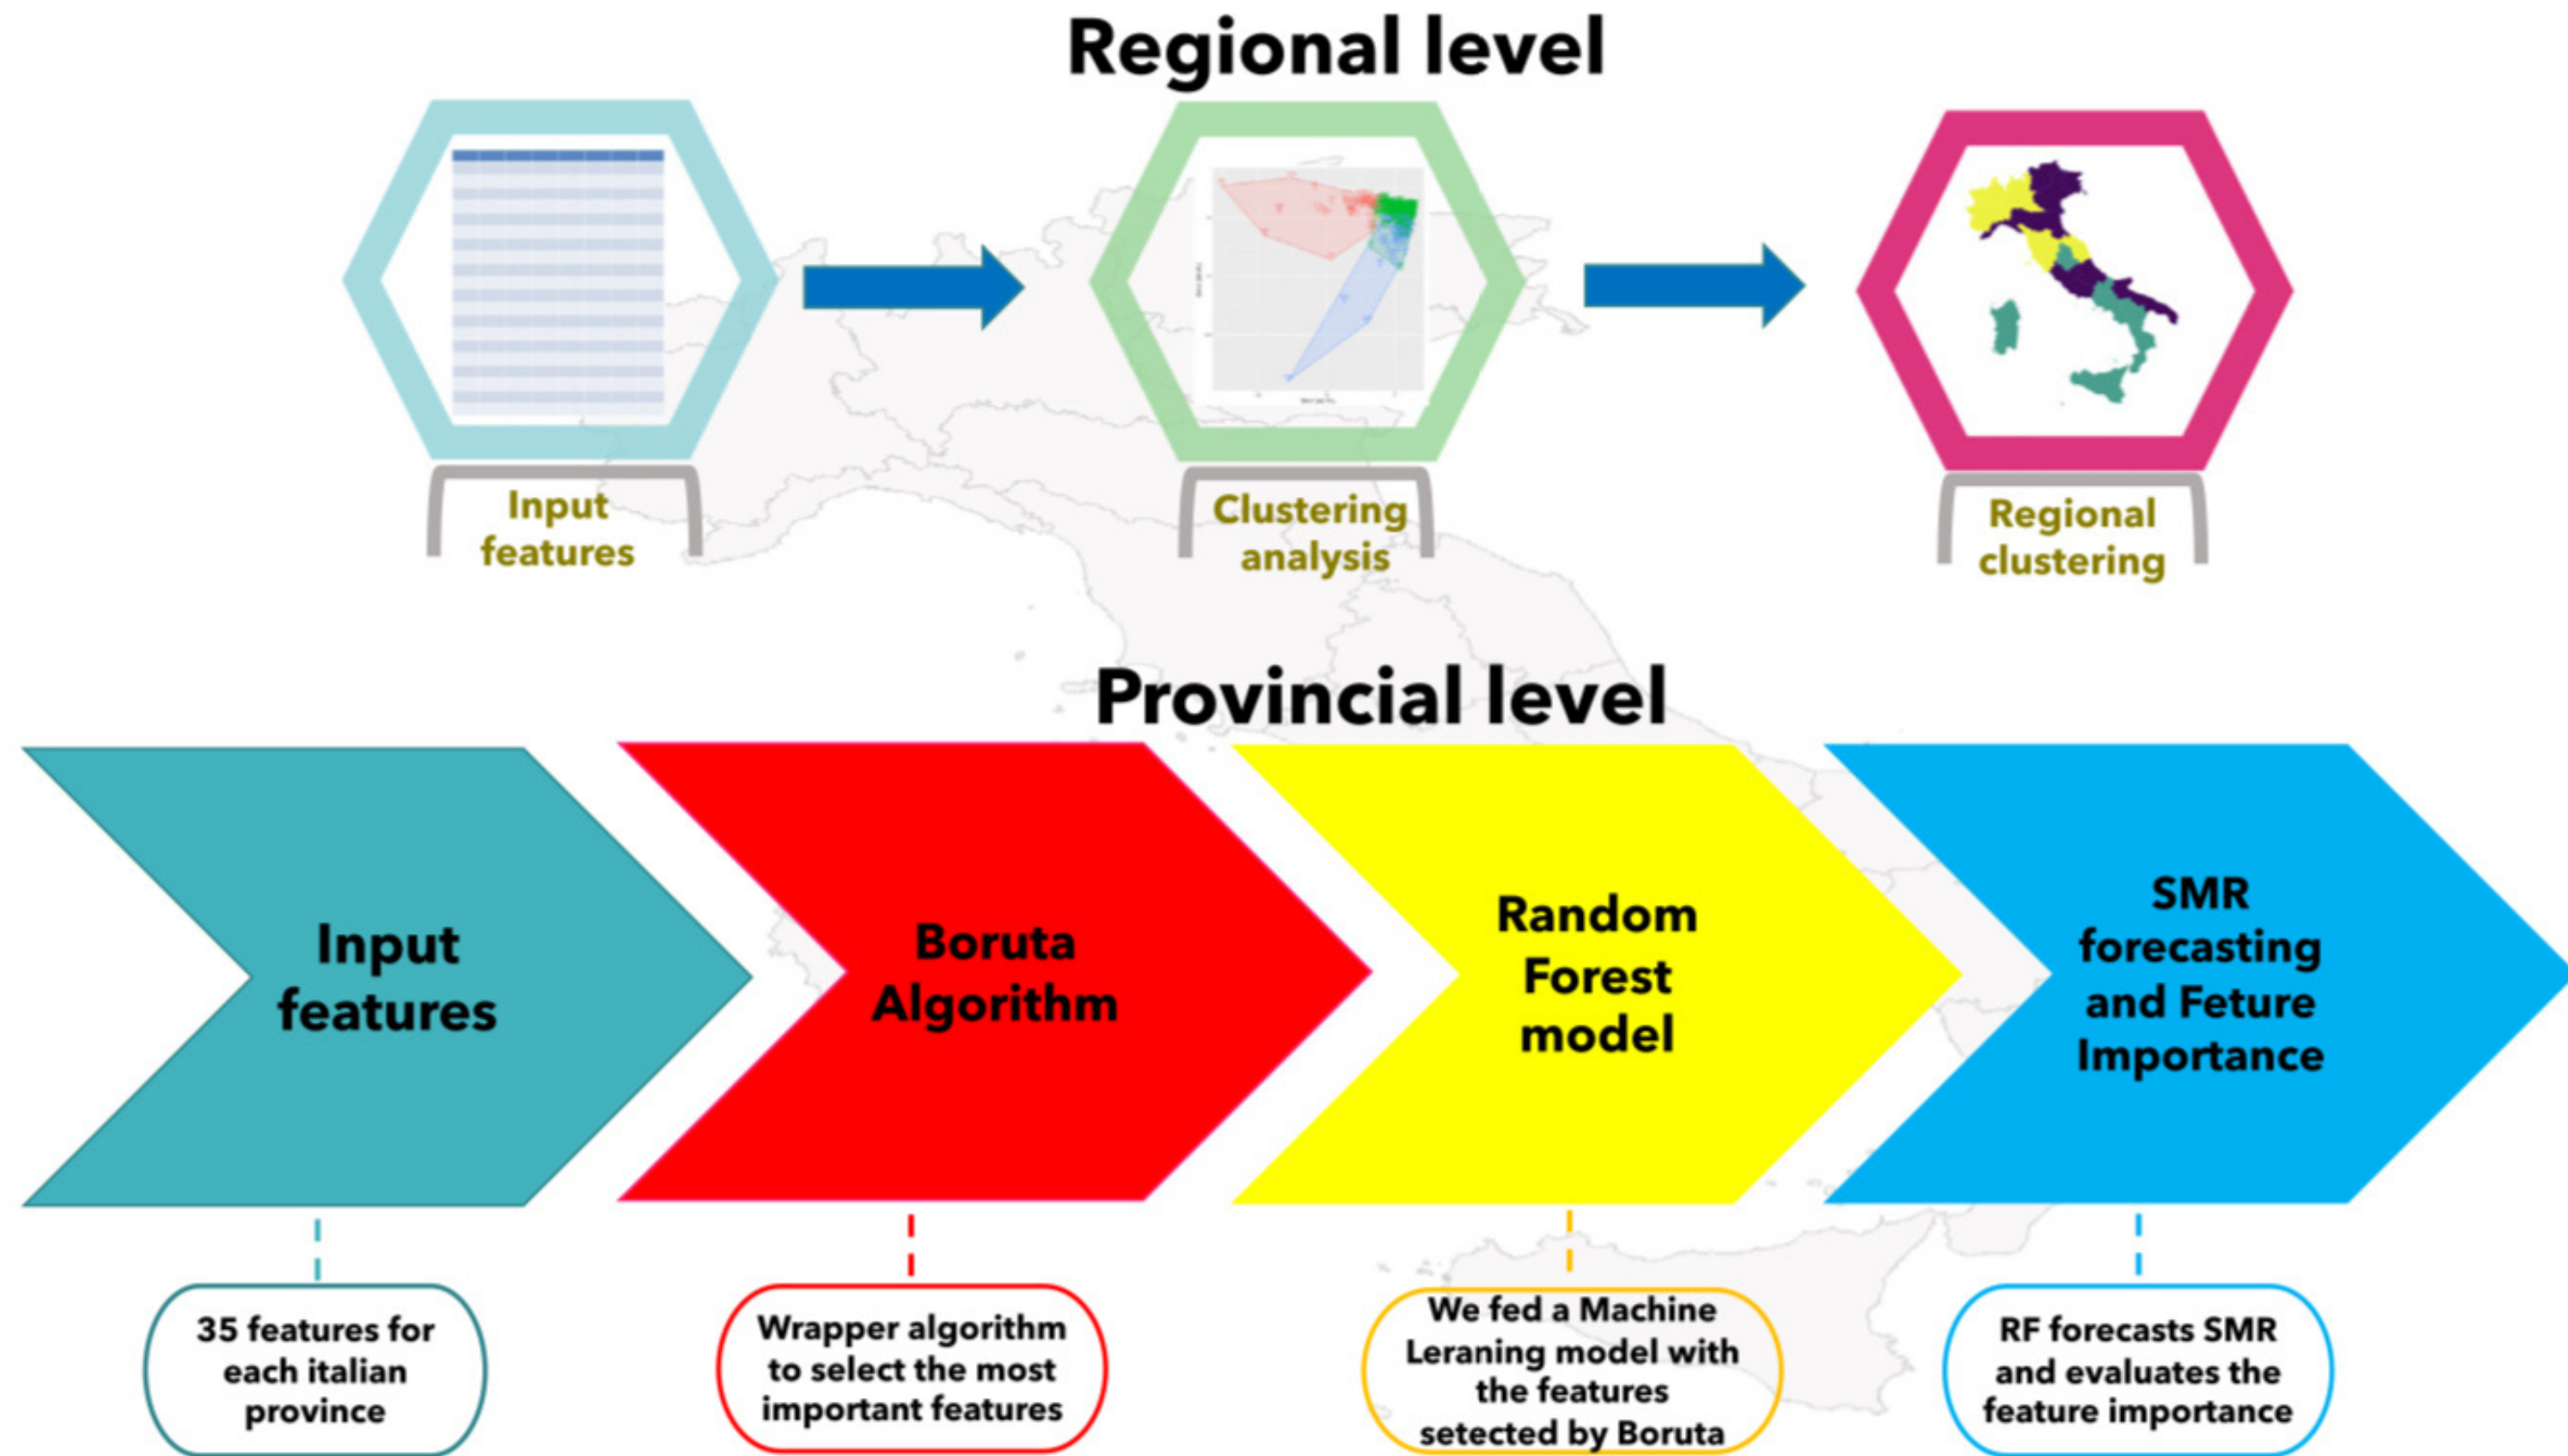 Regional level
Input
features
Clustering
analysis
Regional
clustering
Provincial level
Input
features
Boruta
Algorithm
Random
Forest
model
SMR
forecasting
and Feture
Importance
35 features for
each italian
province
Wrapper algorithm
to select the most
important features
We fed a Machine
Leraning model with
the features
setected by Boruta
RF forecasts SMR
and evaluates the
feature importance